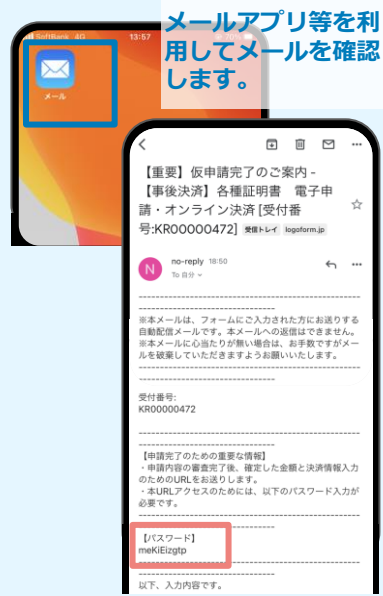 メールアプリ等を利
用してメールを確認
します。
SoftBank 4G
13:57
70%
メール
【重要】仮申請完了のご案内 -
【事後決済】各種証明書 電子申
請・オンライン決済 [受付番
号:KR00000472] 受信トレイ logoform.jp
N
no-reply 18:50
To 自分
--------------------------------------------------
------------------------------
※本メールは、フォームにご入力された方にお送りする
自動配信メールです。本メールへの返信はできません。
※本メールに心当たりが無い場合は、お手数ですがメー
ルを破棄していただきますようお願いいたします。
--------------------------------------------------
------------------------------
受付番号:
KR00000472
--------------------------------------------------
------------------------------
【申請完了のための重要な情報】
・申請内容の審査完了後、確定した金額と決済情報入力
のためのURLをお送りします。
・本URLアクセスのためには、以下のパスワード入力が
必要です。
--------------------------------------------------
------------------------------
【パスワード】
meKiEizgtp
--------------------------------------------------
------------------------------
以下、入力内容です。